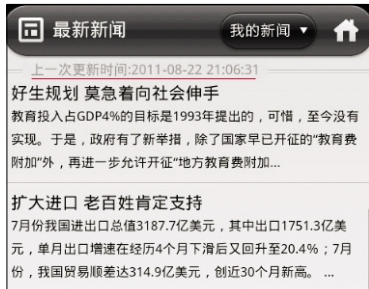 最新新闻 我的新闻
上一次更新时间:2011-08-22 21:06:31
好生规划 莫急着向社会伸手
教育投入占GDP4%的目标是1993年提出的，可惜，至今没有
实现。于是，政府有了新举措，除了国家早已开征的“教育费
附加”外，再进一步允许开征“地方教育费附加...
扩大进口 老百姓肯定支持
7月份我国进出口总值3187.7亿美元，其中出口1751.3亿美
元，单月出口增速在经历4个月下滑后又回升至20.4%；7月
份，我国贸易顺差达314.9亿美元，创近30个月新高。 ...